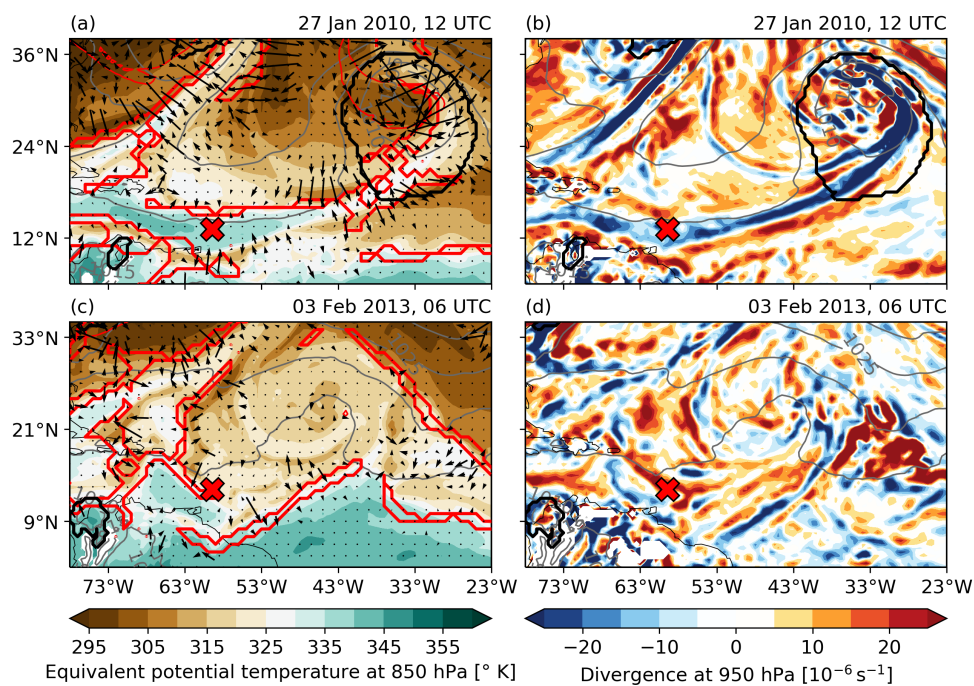 (a) 27 Jan 2010, 12 UTC
(b) 27 Jan 2010, 12 UTC
36°N
24°N
12°N
1010
1015
(c) 03 Feb 2013, 06 UTC
(d) 03 Feb 2013, 06 UTC
33°N
21°N
9°N
1025
73°W 63°W 53°W 43°W 33°W 23°W
73°W 63°W 53°W 43°W 33°W 23°W
295 305 315 325 335 345 355
Equivalent potential temperature at 850 hPa [° K]
−20 −10 0 10 20
Divergence at 950 hPa [10⁻⁶ s⁻¹]